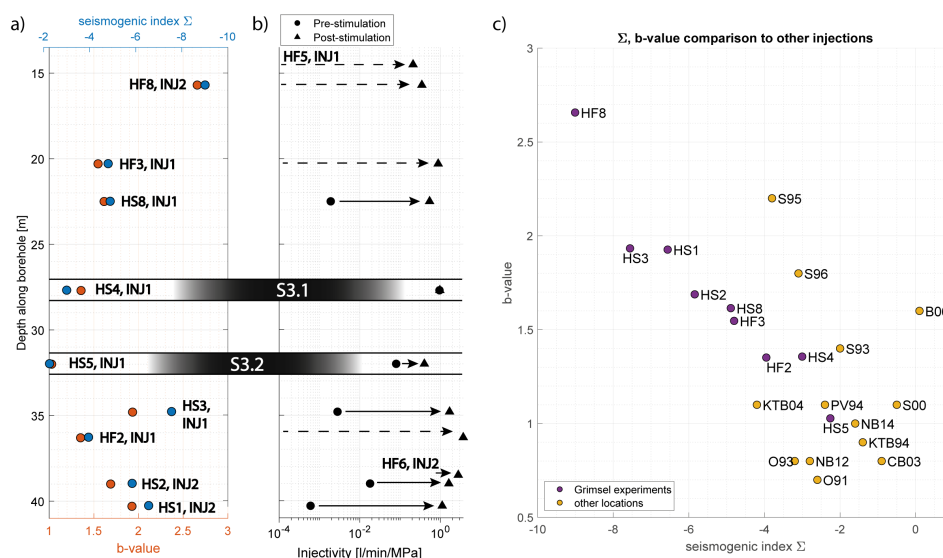 a)
seismogenic index Σ
-2 -4 -6 -8 -10
Depth along borehole [m]
15
20
25
30
35
40
HF8, INJ2
HF3, INJ1
HS8, INJ1
HS4, INJ1
S3.1
HS5, INJ1
S3.2
HS3,
INJ1
HF2, INJ1
HS2, INJ2
HS1, INJ2
1 1.5 2 2.5 3
b-value
b)
Pre-stimulation
Post-stimulation
HF5, INJ1
HF6, INJ2
10-4 10-2 100
Injectivity [l/min/MPa]
c)
Σ, b-value comparison to other injections
b-value
3
2.5
2
1.5
1
0.5
HF8
S95
HS3
HS1
S96
HS2
HS8
HF3
B00
S93
HF2
HS4
KTB04
PV94
S00
HS5
NB14
KTB94
O93
NB12
CB03
O91
Grimsel experiments
other locations
-10 -8 -6 -4 -2 0
seismogenic index Σ